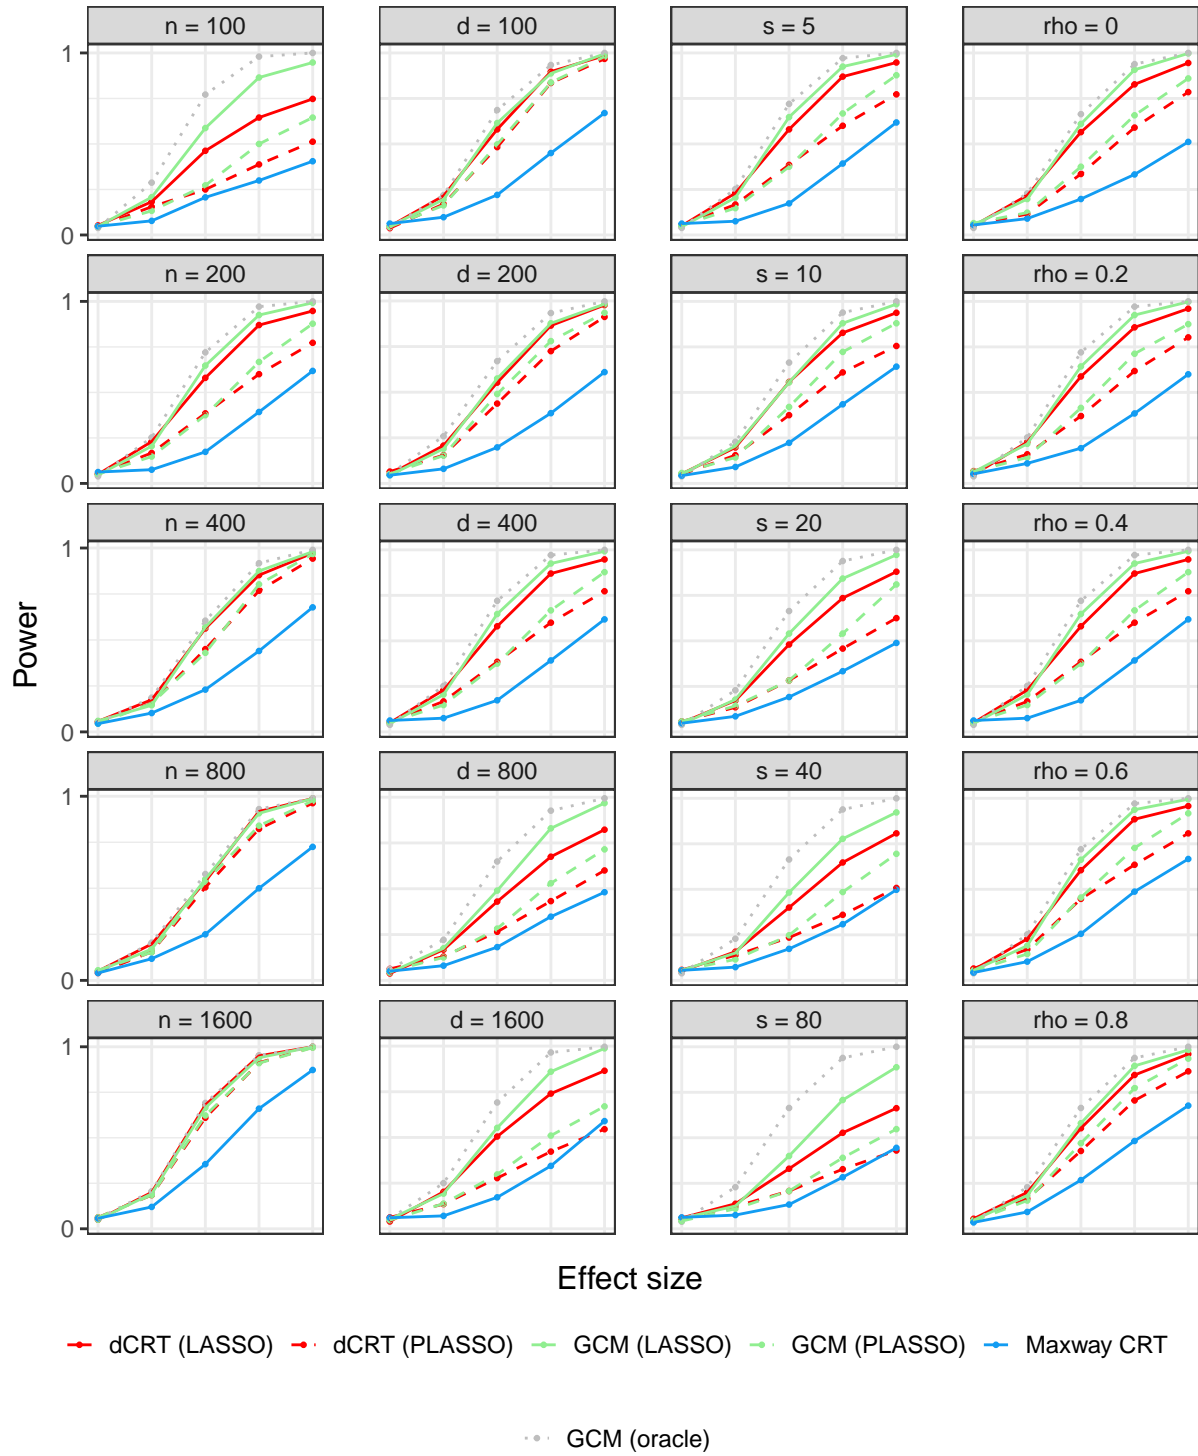 n = 100 d = 100 s = 5 rho = 0
1
0
n = 200 d = 200 s = 10 rho = 0.2
1
0
n = 400 d = 400 s = 20 rho = 0.4
1
0
Power
n = 800 d = 800 s = 40 rho = 0.6
1
0
n = 1600 d = 1600 s = 80 rho = 0.8
1
0
Effect size
dCRT (LASSO) dCRT (PLASSO) GCM (LASSO) GCM (PLASSO) Maxway CRT
GCM (oracle)